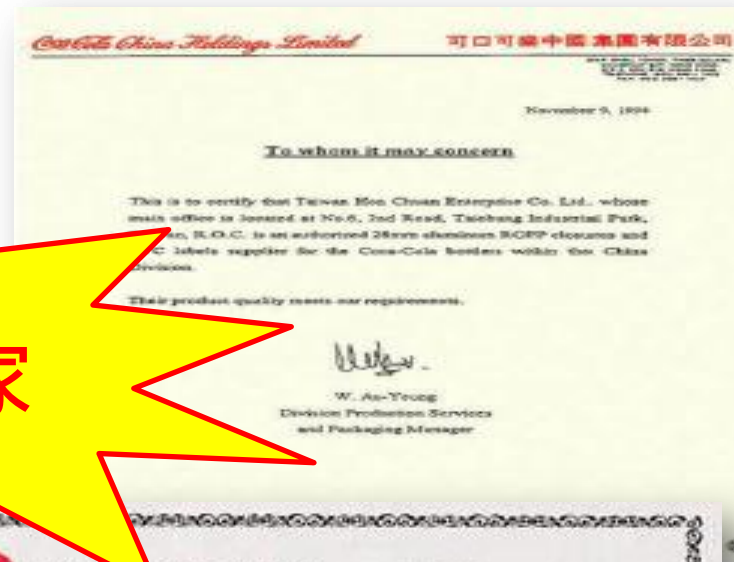 Coca-Cola China Holdings Limited
可口可樂中國集團有限公司
November 9,
To whom it may concern
This is to certify that Taiwan Hon Chuan Enterprise Co. Ltd., whose
main office is located at No.6, 2nd Road, Taichung Industrial Park,
R.O.C. is an authorized 28mm aluminum ROPP closures and
labels supplier for the Coca-Cola bottlers within the China
Division.
Their product quality meets our requirements.
W. Au-Yeung
Division Production Services
and Packaging Manager
家